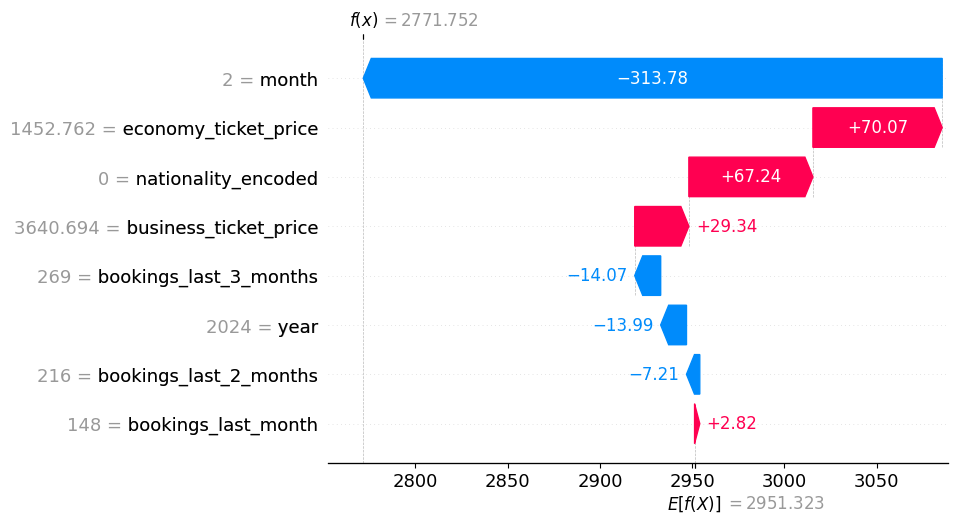 f(x) = 2771.752
2 = month
−313.78
1452.762 = economy_ticket_price
+70.07
0 = nationality_encoded
+67.24
3640.694 = business_ticket_price
+29.34
269 = bookings_last_3_months
−14.07
2024 = year
−13.99
216 = bookings_last_2_months
−7.21
148 = bookings_last_month
+2.82
2800 2850 2900 2950 3000 3050
E[f(X)] = 2951.323